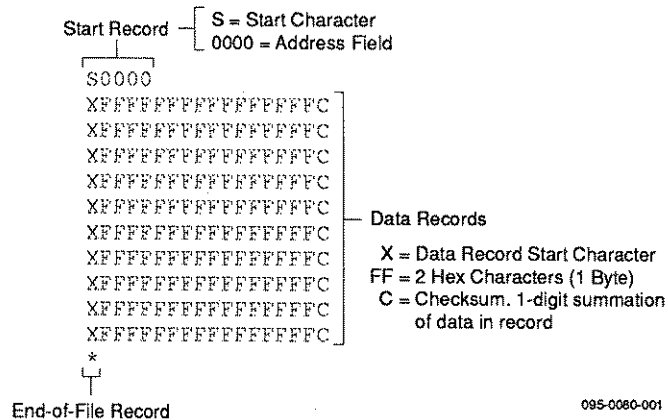 Start Record
S = Start Character
0000 = Address Field
S0000
XFFFFFFFFFFFFFFFFC
XFFFFFFFFFFFFFFFFC
XFFFFFFFFFFFFFFFFC
XFFFFFFFFFFFFFFFFC
XFFFFFFFFFFFFFFFFC
XFFFFFFFFFFFFFFFFC
XFFFFFFFFFFFFFFFFC
XFFFFFFFFFFFFFFFFC
XFFFFFFFFFFFFFFFFC
XFFFFFFFFFFFFFFFFC
*
Data Records
X = Data Record Start Character
FF = 2 Hex Characters (1 Byte)
C = Checksum. 1-digit summation
of data in record
End-of-File Record
095-0080-001